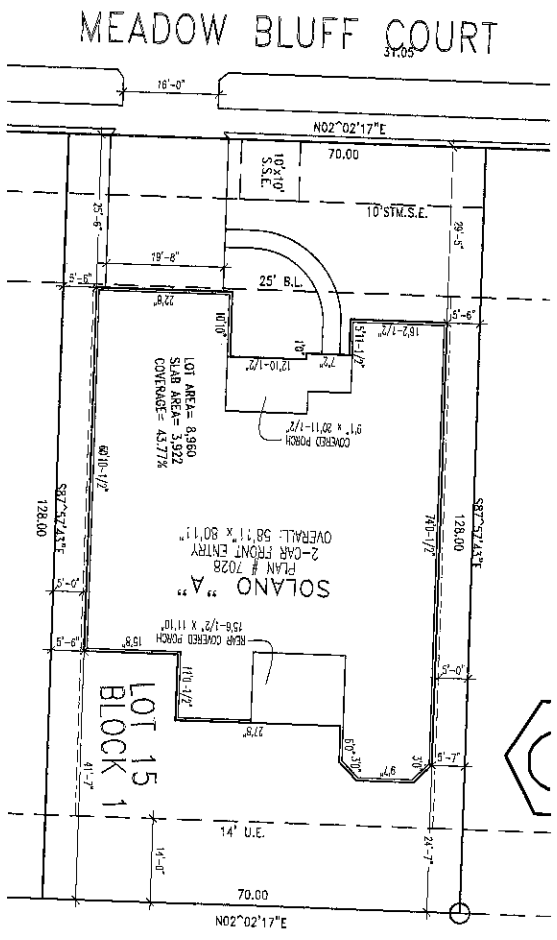 MEADOW BLUFF COURT
31.05
16'-0"
N02^02'17"E
70.00
10'x10'
S.S.E.
10'STM.S.E.
25'-6"
29'-5"
19'-8"
25' B.L.
5'-9"
5'-6"
22'8"
10'10"
1'0"
12'10-1/2"
7'2"
5'11-1/2"
16'2-1/2"
LOT AREA= 8,960
SLAB AREA= 3,922
COVERAGE= 43.77%
COVERED PORCH
9'1" x 20'11-1/2"
60'10-1/2"
74'0-1/2"
S87^57'43"E
128.00
S87^57'43"E
128.00
SOLANO "A"
PLAN # 7028
2-CAR FRONT ENTRY
OVERALL: 58'11" x 80'11"
REAR COVERED PORCH
15'6-1/2" X 11'10"
5'-0"
5'-9"
15'8"
11'0-1/2"
27'8"
5'-0"
6'0"
3'0"
9'7"
3'0"
5'-7"
LOT 15
BLOCK 1
41'-7"
14' U.E.
14'-0"
24'-7"
70.00
N02^02'17"E